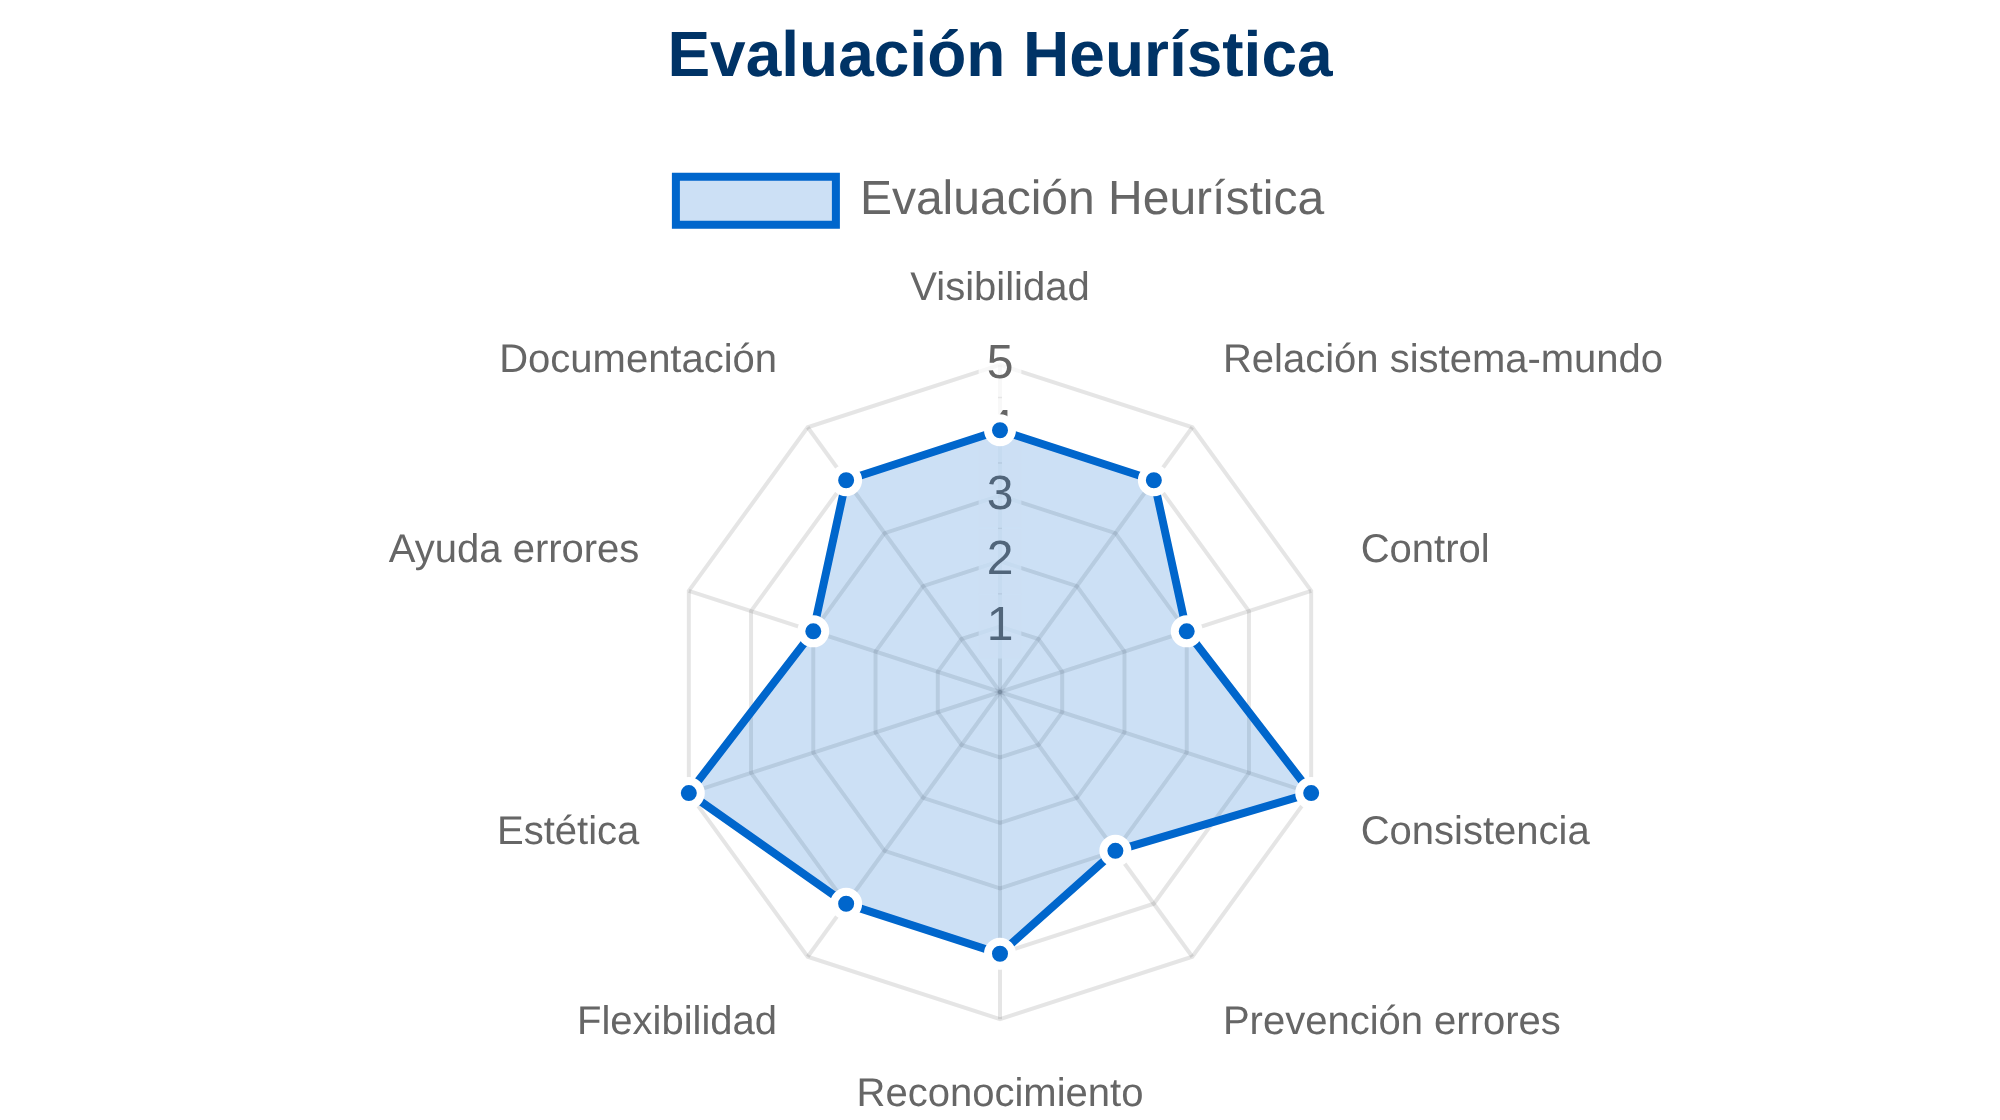 Evaluación Heurística
Evaluación Heurística
Visibilidad
Documentación
Relación sistema-mundo
5
3
2
1
Ayuda errores
Control
Estética
Consistencia
Flexibilidad
Prevención errores
Reconocimiento